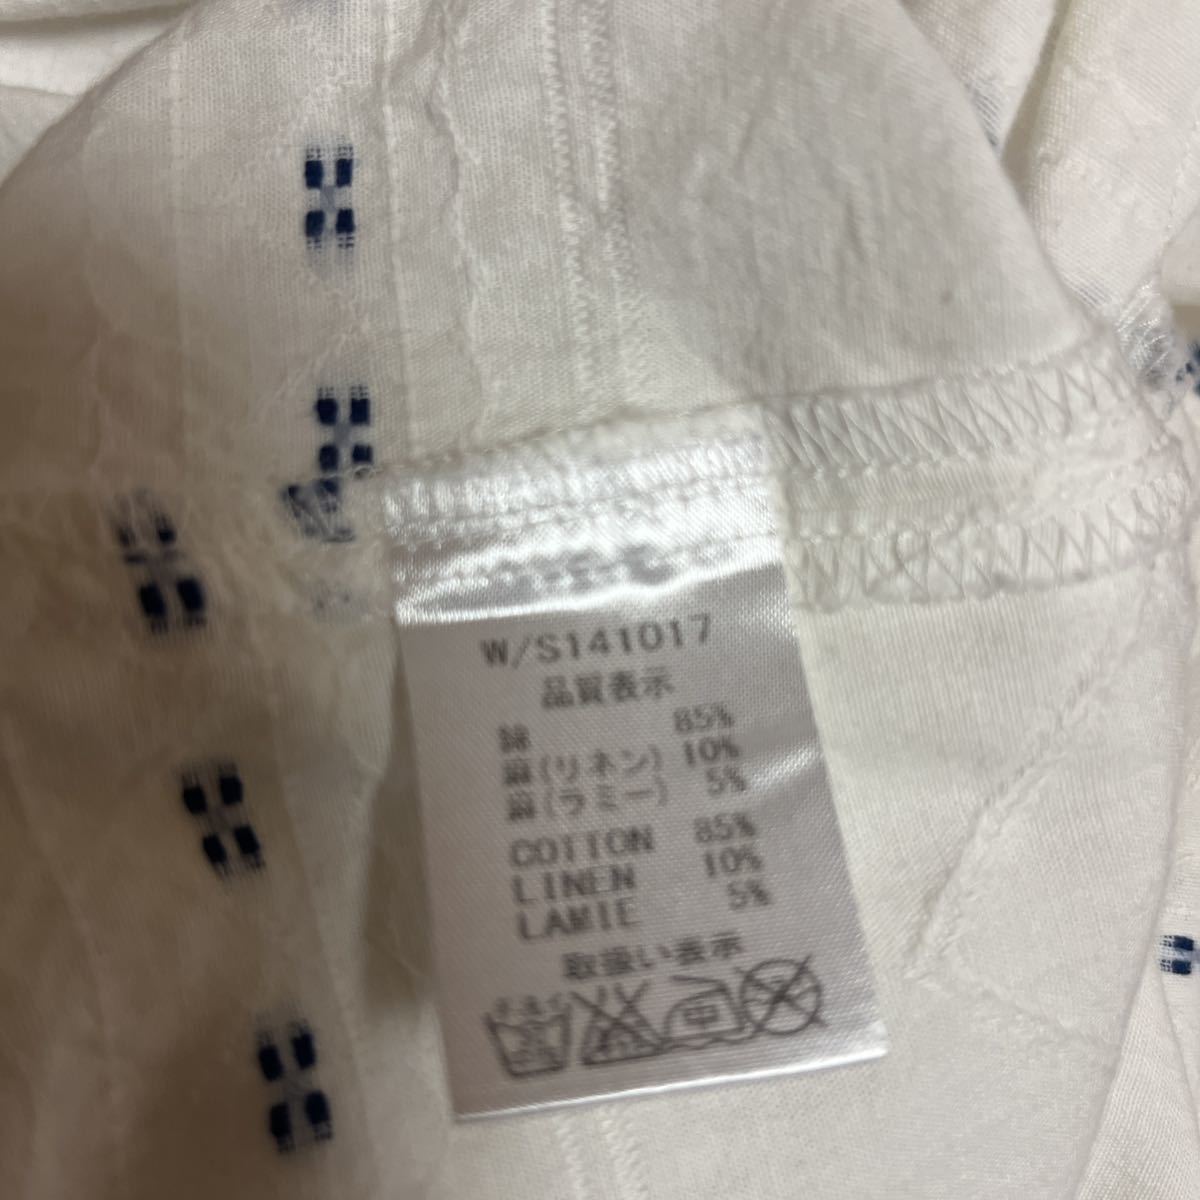 W/S141017
品質表示
綿 85%
麻(リネン) 10%
麻(ラミー) 5%
COTTON 85%
LINEN 10%
LAMIE 5%
取扱い表示
中